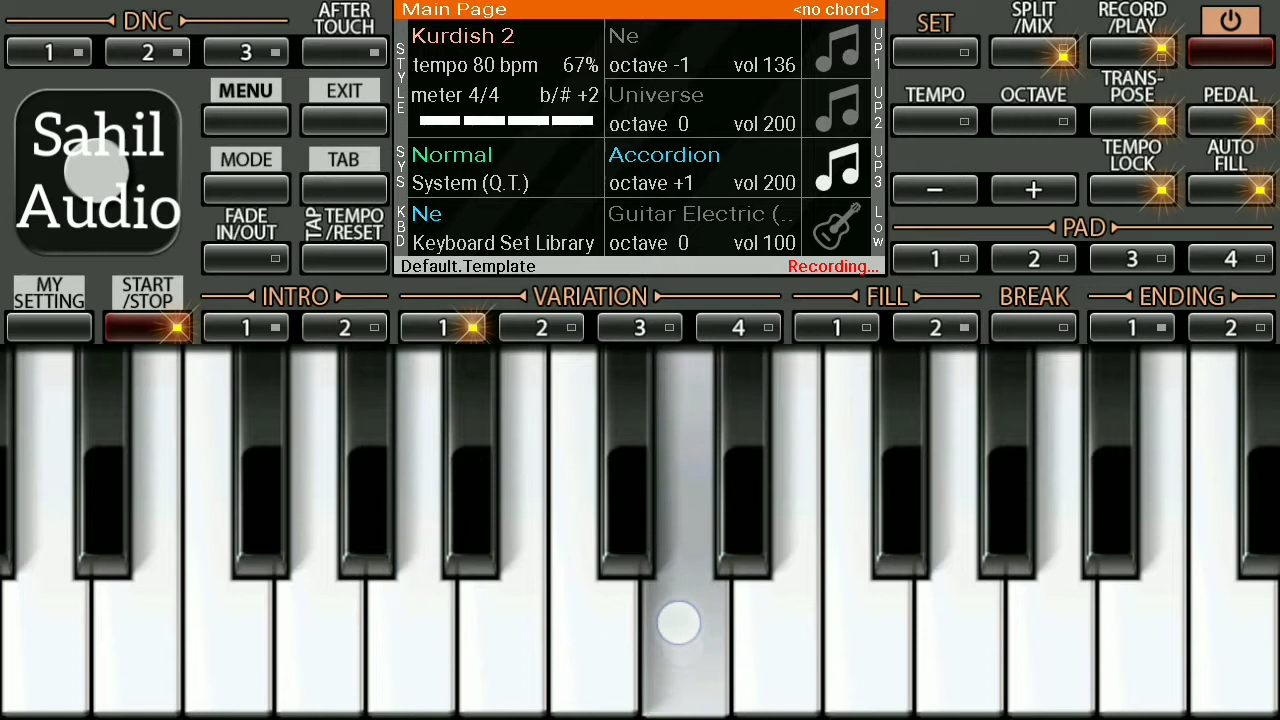 DNC
AFTER
TOUCH
1
2
3
Sahil
Audio
MENU
EXIT
MODE
TAB
FADE
IN/OUT
TAP
TEMPO
/RESET
MY
SETTING
START
/STOP
Main Page
<no chord>
STYLE
Kurdish 2
tempo 80 bpm
67%
meter 4/4
b/# +2
SYS
Normal
System (Q.T.)
KBD
Ne
Keyboard Set Library
Ne
octave -1
vol 136
UP1
Universe
octave 0
vol 200
UP2
Accordion
octave +1
vol 200
UP3
Guitar Electric (..
octave 0
vol 100
Low
Default.Template
Recording...
SET
SPLIT
/MIX
RECORD
/PLAY
TEMPO
OCTAVE
TRANS-
POSE
PEDAL
−
+
TEMPO
LOCK
AUTO
FILL
PAD
1
2
3
4
INTRO
1
2
VARIATION
1
2
3
4
FILL
1
2
BREAK
ENDING
1
2